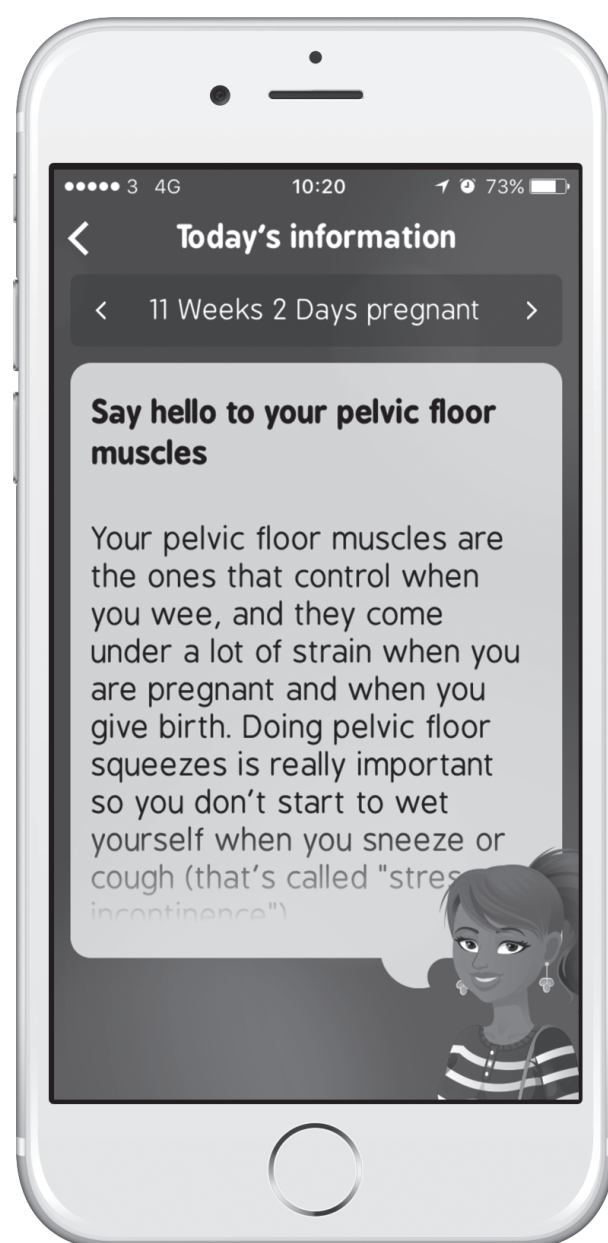 3 4G 10:20 73%
Today's information
11 Weeks 2 Days pregnant
Say hello to your pelvic floor
muscles
Your pelvic floor muscles are
the ones that control when
you wee, and they come
under a lot of strain when you
are pregnant and when you
give birth. Doing pelvic floor
squeezes is really important
so you don't start to wet
yourself when you sneeze or
cough (that's called "stres
incontinence")